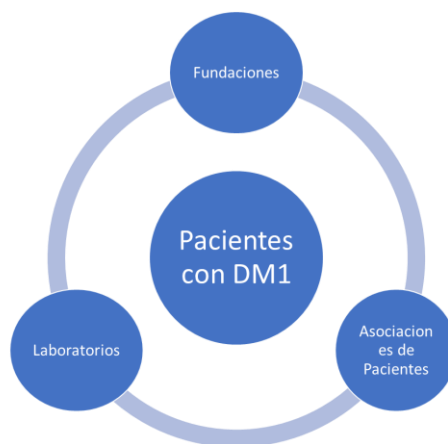 Fundaciones
Pacientes
con DM1
Laboratorios
Asociacion
es de
Pacientes